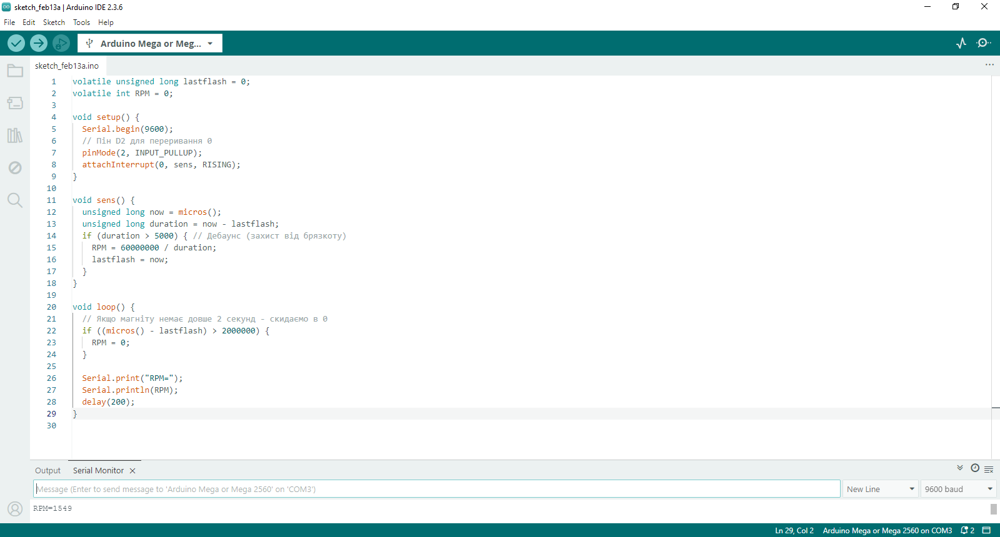 sketch_feb13a | Arduino IDE 2.3.6
File Edit Sketch Tools Help
Arduino Mega or Meg...
sketch_feb13a.ino
1 volatile unsigned long lastflash = 0;
2 volatile int RPM = 0;
3
4 void setup() {
5 Serial.begin(9600);
6 // Пін D2 для переривання 0
7 pinMode(2, INPUT_PULLUP);
8 attachInterrupt(0, sens, RISING);
9 }
10
11 void sens() {
12 unsigned long now = micros();
13 unsigned long duration = now - lastflash;
14 if (duration > 5000) { // Дебаунс (захист від брязкоту)
15 RPM = 60000000 / duration;
16 lastflash = now;
17 }
18 }
19
20 void loop() {
21 // Якщо магніту немає довше 2 секунд - скидаємо в 0
22 if ((micros() - lastflash) > 2000000) {
23 RPM = 0;
24 }
25
26 Serial.print("RPM=");
27 Serial.println(RPM);
28 delay(200);
29 }
30
Output Serial Monitor
Message (Enter to send message to 'Arduino Mega or Mega 2560' on 'COM3')
New Line
9600 baud
RPM=1549
Ln 29, Col 2 Arduino Mega or Mega 2560 on COM3 2